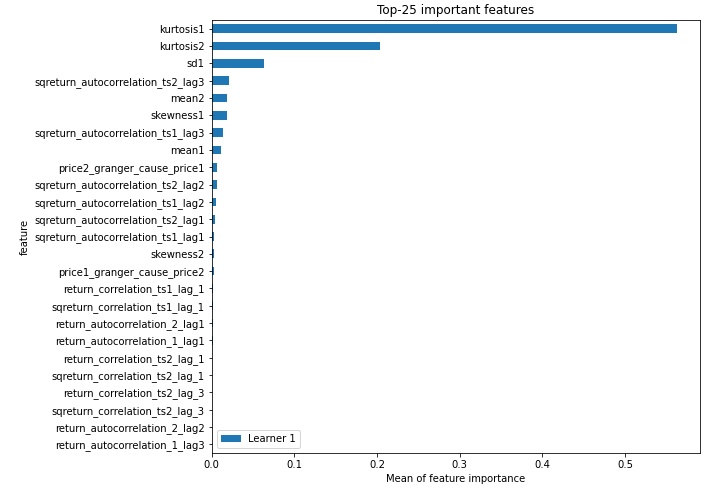 Top-25 important features
kurtosis1
kurtosis2
sd1
sqreturn_autocorrelation_ts2_lag3
mean2
skewness1
sqreturn_autocorrelation_ts1_lag3
mean1
price2_granger_cause_price1
sqreturn_autocorrelation_ts2_lag2
sqreturn_autocorrelation_ts1_lag2
sqreturn_autocorrelation_ts2_lag1
sqreturn_autocorrelation_ts1_lag1
skewness2
price1_granger_cause_price2
return_correlation_ts1_lag_1
sqreturn_correlation_ts1_lag_1
return_autocorrelation_2_lag1
return_autocorrelation_1_lag1
return_correlation_ts2_lag_1
sqreturn_correlation_ts2_lag_1
return_correlation_ts2_lag_3
sqreturn_correlation_ts2_lag_3
return_autocorrelation_2_lag2
return_autocorrelation_1_lag3
feature
Learner 1
0.0 0.1 0.2 0.3 0.4 0.5
Mean of feature importance